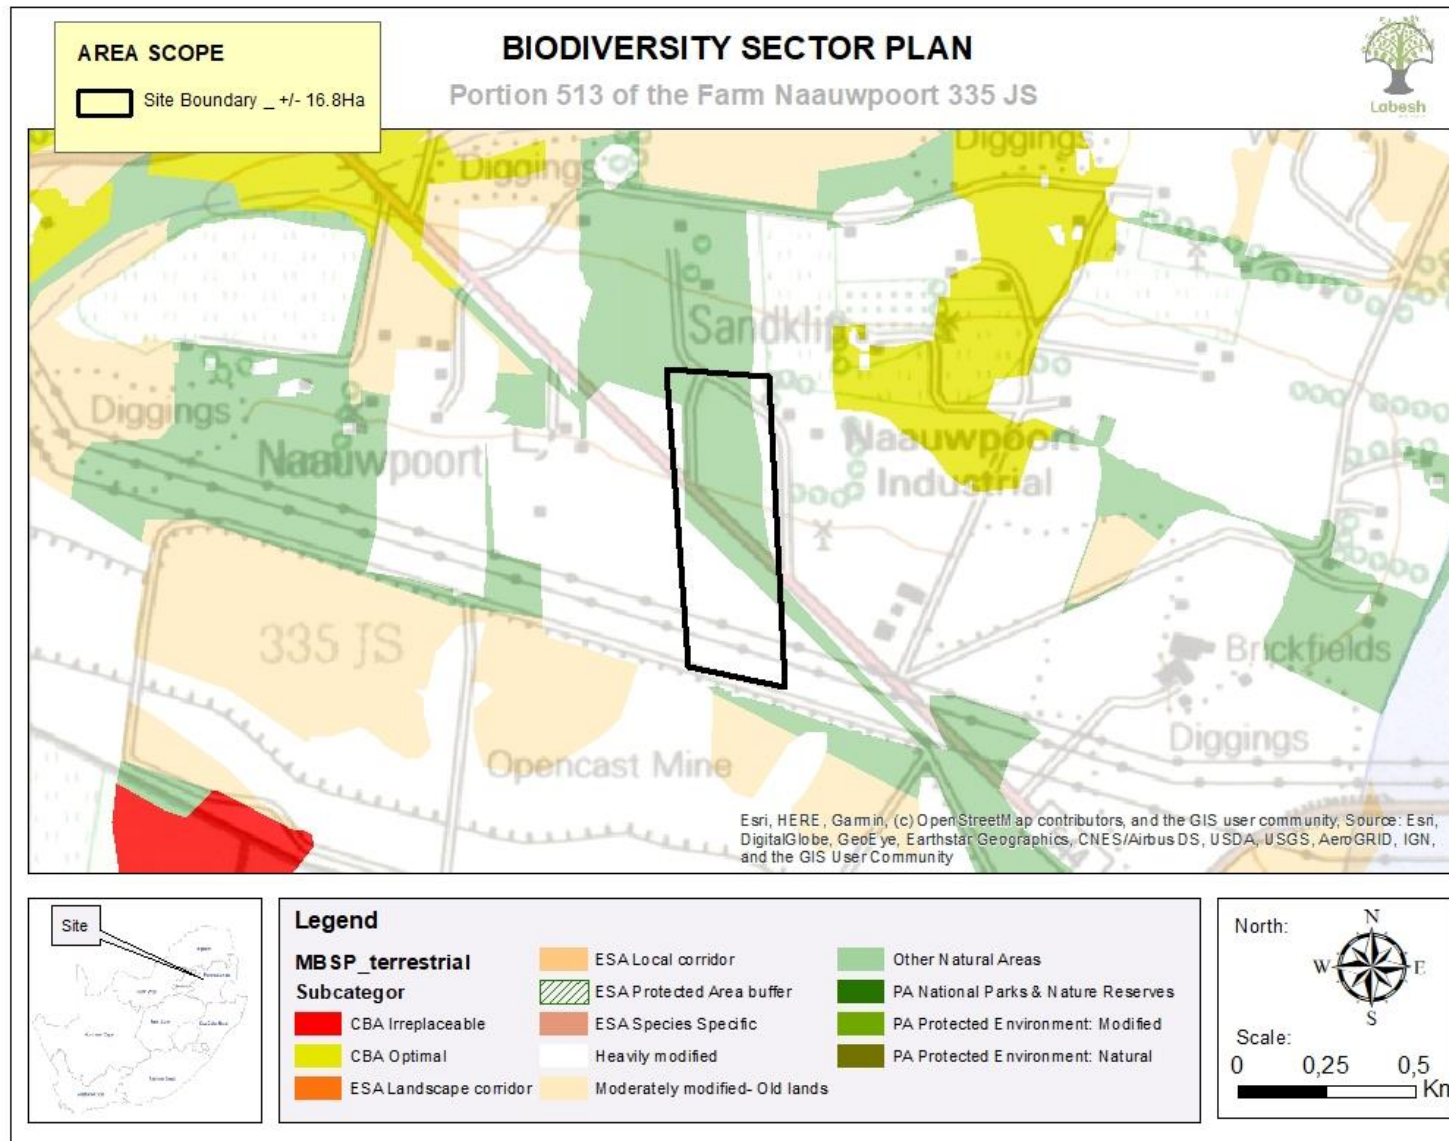 AREA SCOPE
Site Boundary _ +/- 16.8Ha
BIODIVERSITY SECTOR PLAN
Portion 513 of the Farm Naauwpoort 335 JS
Labesh
Diggings
Diggings
Sandklip
Diggings
Naauwpoort
Naauwpoort
Industrial
335 JS
Brickfields
Opencast Mine
Diggings
Esri, HERE, Garmin, (c) OpenStreetMap contributors, and the GIS user community, Source: Esri,
DigitalGlobe, GeoEye, Earthstar Geographics, CNES/Airbus DS, USDA, USGS, AeroGRID, IGN,
and the GIS User Community
Site
Legend
MBSP_terrestrial
Subcategor
CBA Irreplaceable
CBA Optimal
ESA Landscape corridor
ESA Local corridor
ESA Protected Area buffer
ESA Species Specific
Heavily modified
Moderately modified- Old lands
Other Natural Areas
PA National Parks & Nature Reserves
PA Protected Environment: Modified
PA Protected Environment: Natural
North:
N
W E
S
Scale:
0 0,25 0,5
Km